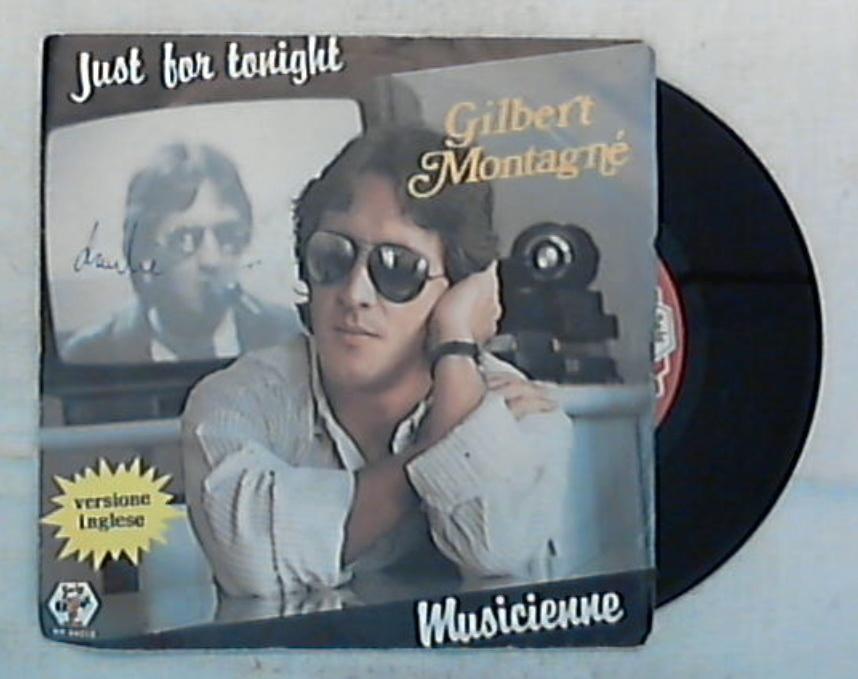 Just for tonight
Gilbert
Montagné
versione
inglese
Musicienne